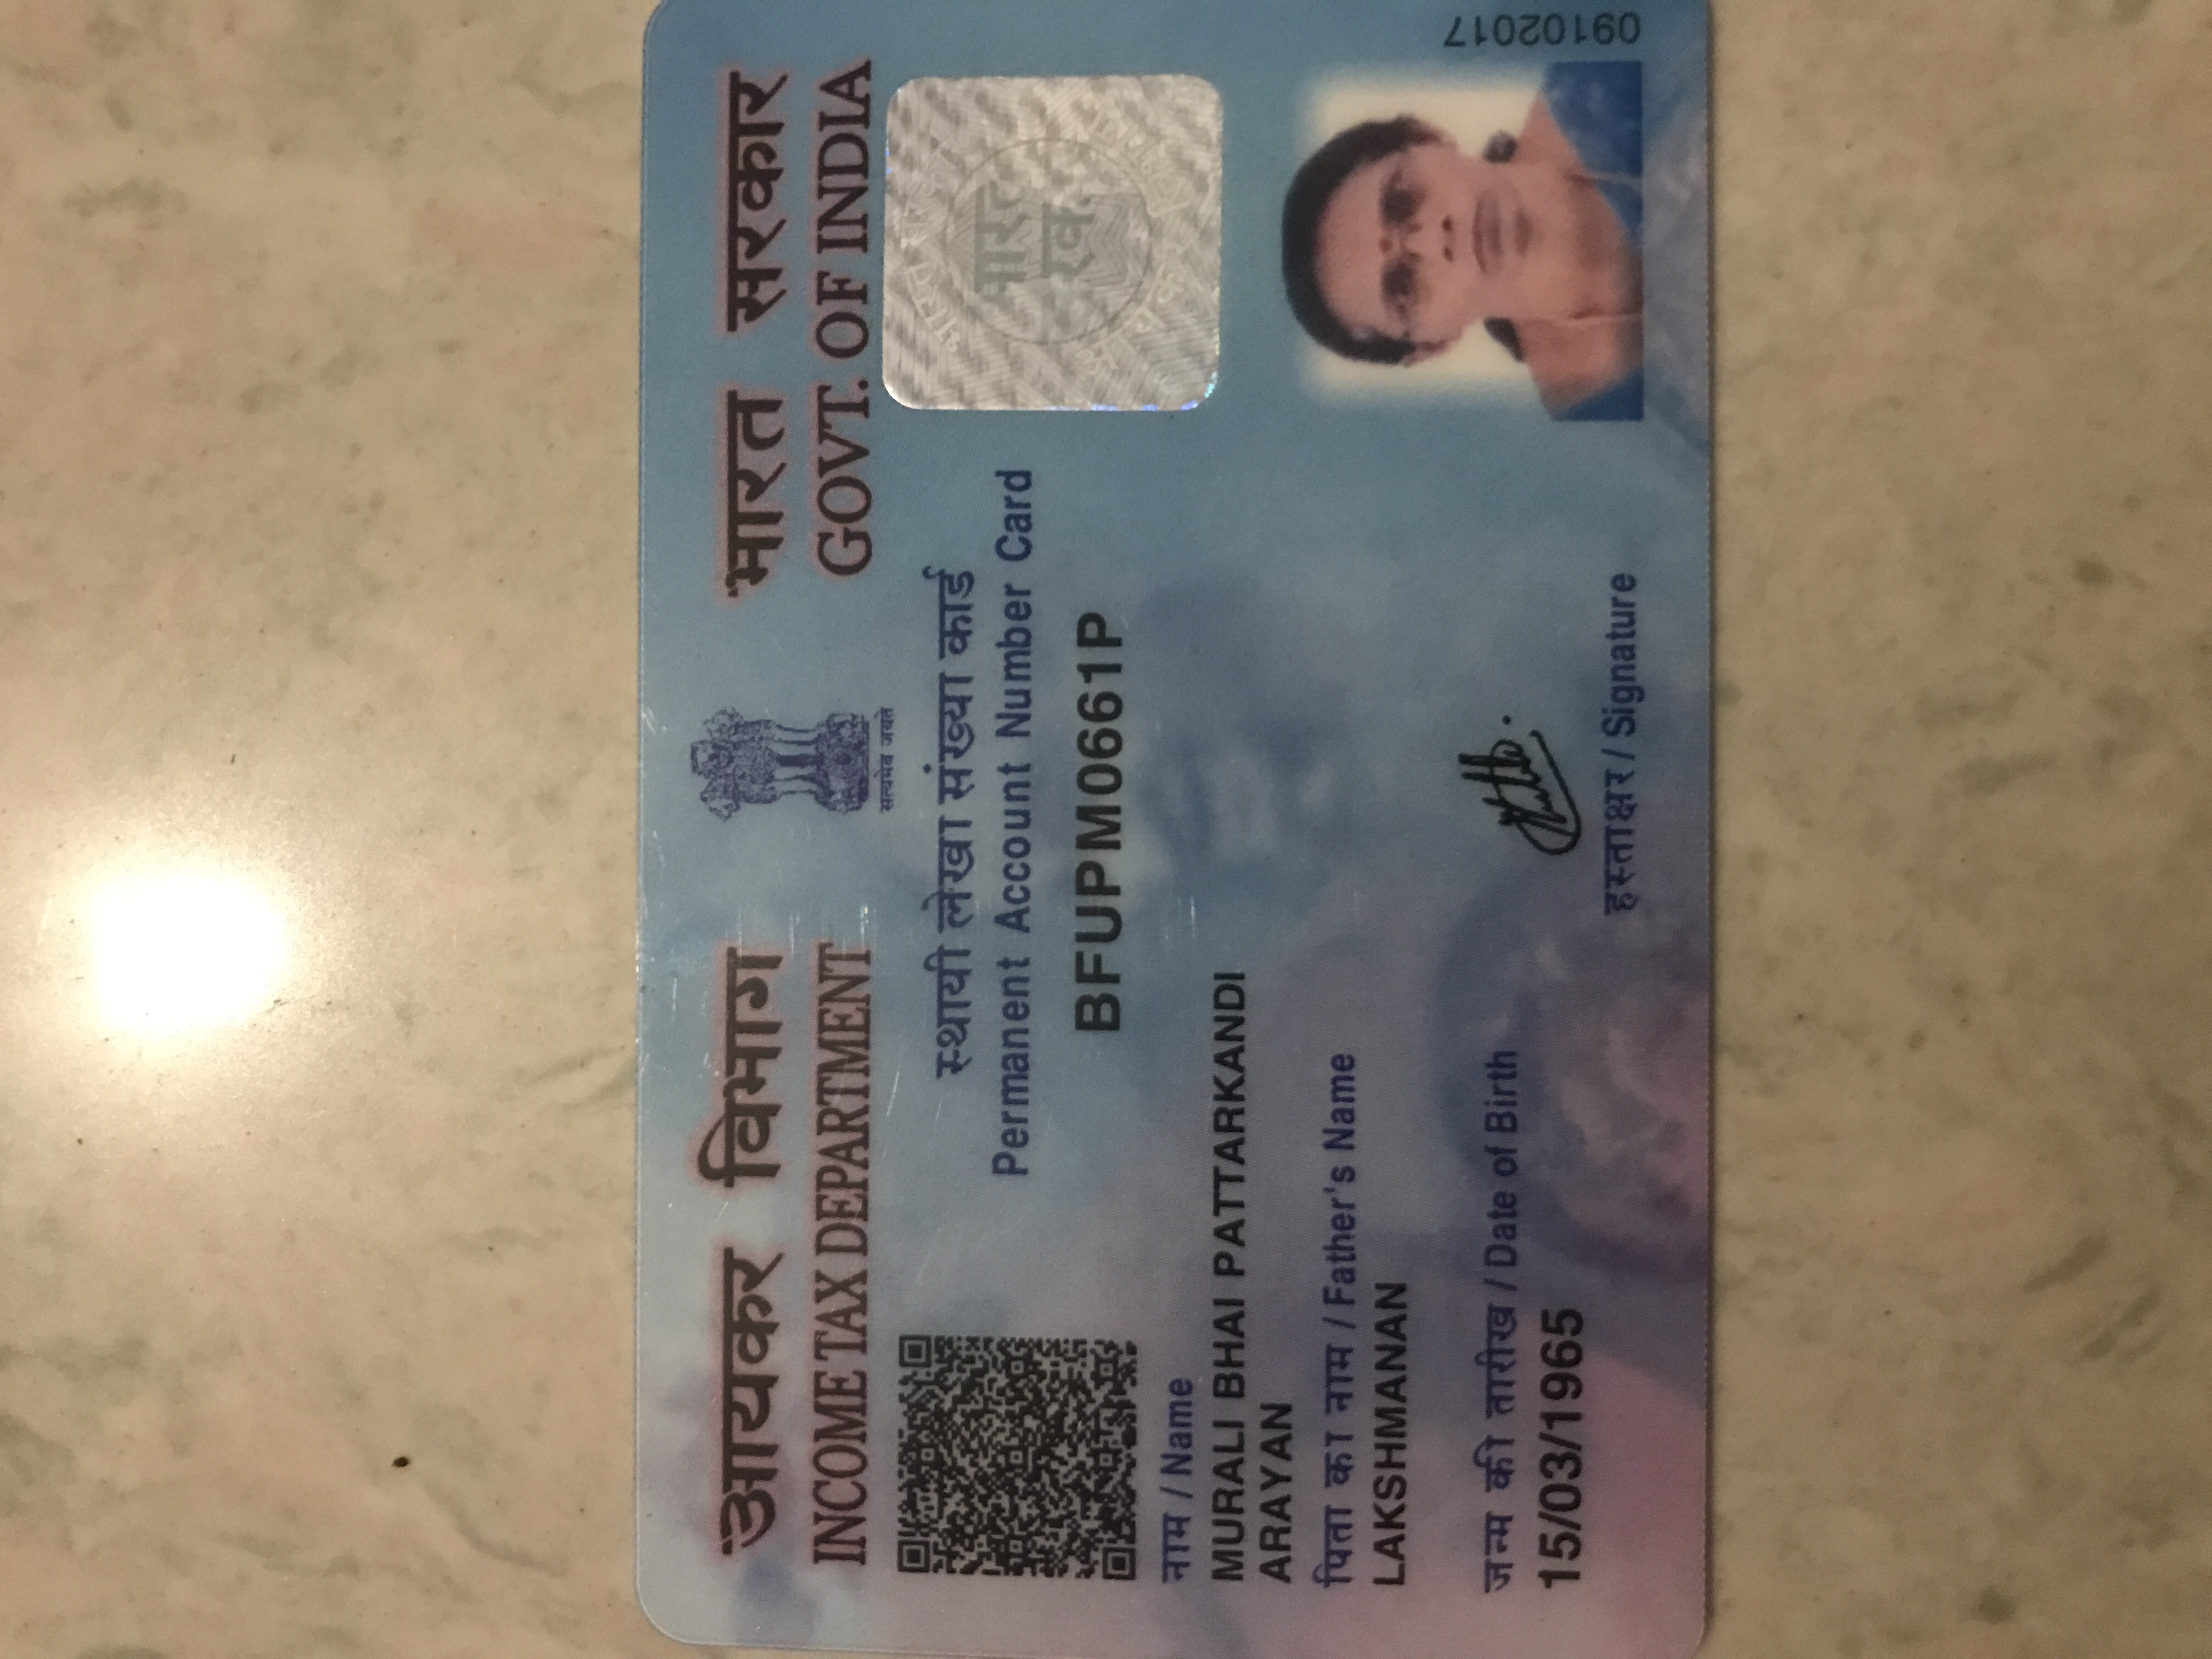 आयकर विभाग
INCOME TAX DEPARTMENT
सत्यमेव जयते
भारत सरकार
GOVT. OF INDIA
स्थायी लेखा संख्या कार्ड
Permanent Account Number Card
BFUPM0661P
नाम / Name
MURALI BHAI PATTARKANDI
ARAYAN
पिता का नाम / Father's Name
LAKSHMANAN
जन्म की तारीख / Date of Birth
15/03/1965
हस्ताक्षर / Signature
09102017